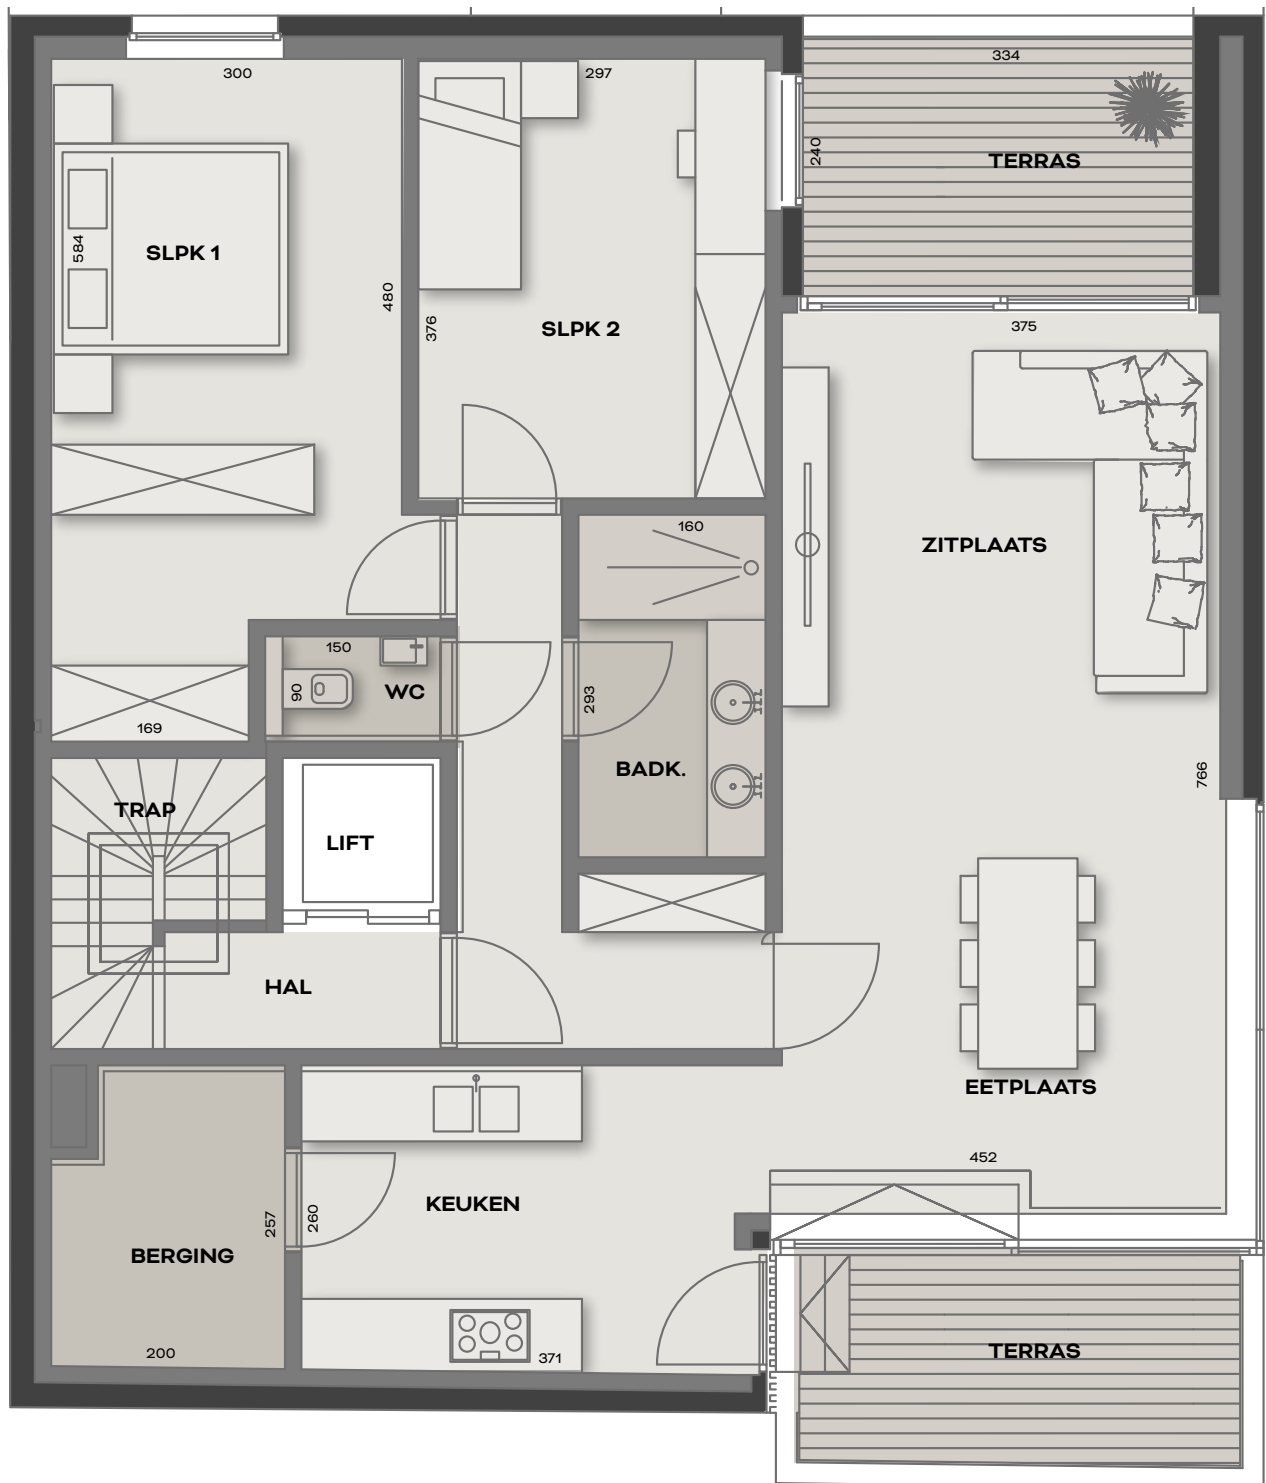 300
297
334
240
TERRAS
584
SLPK 1
480
376
SLPK 2
375
160
ZITPLAATS
150
90
WC
293
169
BADK.
766
TRAP
LIFT
HAL
EETPLAATS
452
257
260
KEUKEN
BERGING
200
371
TERRAS